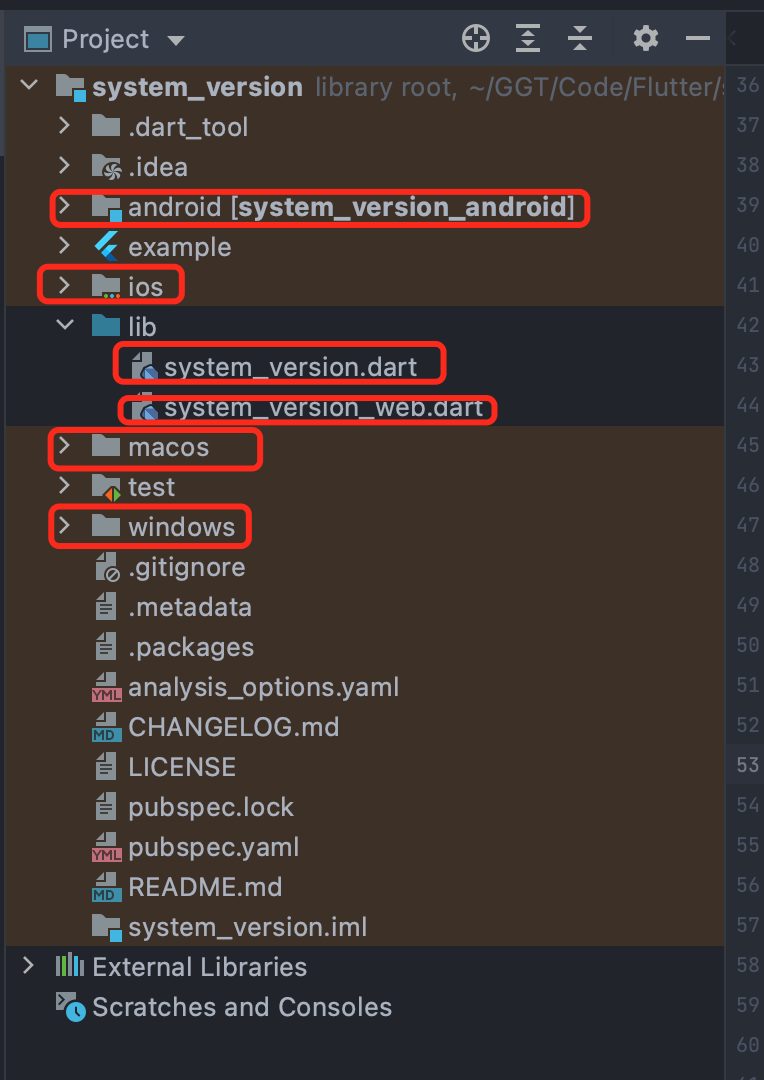 Project
system_version library root, ~/GGT/Code/Flutter/
.dart_tool
.idea
android [system_version_android]
example
ios
lib
system_version.dart
system_version_web.dart
macos
test
windows
.gitignore
.metadata
.packages
YML analysis_options.yaml
MD CHANGELOG.md
LICENSE
pubspec.lock
YML pubspec.yaml
MD README.md
system_version.iml
External Libraries
Scratches and Consoles
36
37
38
39
40
41
42
43
44
45
46
47
48
49
50
51
52
53
54
55
56
57
58
59
60